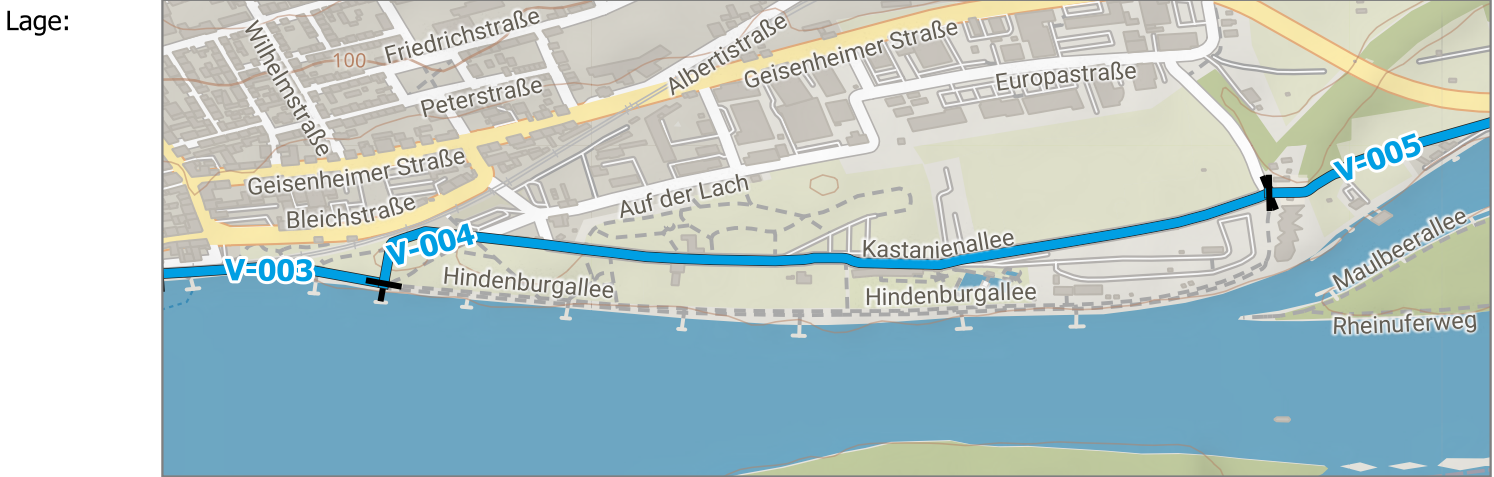 Lage:
Wilhelmstraße
Friedrichstraße
100
Peterstraße
Albertistraße
Geisenheimer Straße
Europastraße
Geisenheimer Straße
Bleichstraße
Auf der Lach
V-005
V-004
V-003
Kastanienallee
Hindenburgallee
Hindenburgallee
Maulbeerallee
Rheinuferweg